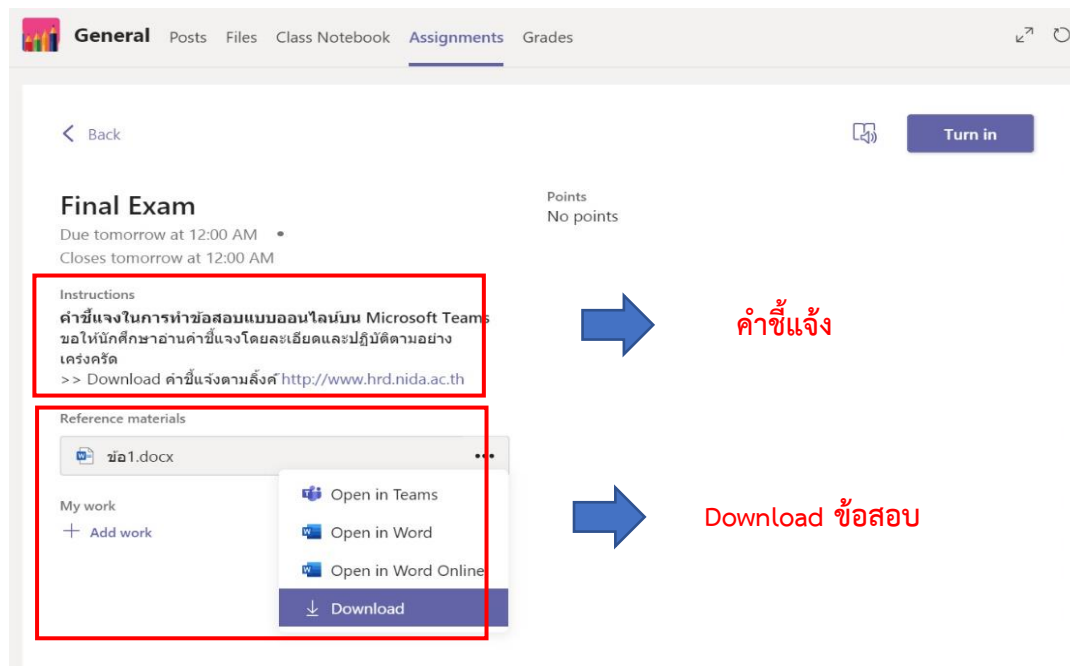 General Posts Files Class Notebook Assignments Grades
Back
Turn in
Final Exam
Due tomorrow at 12:00 AM •
Closes tomorrow at 12:00 AM
Points
No points
Instructions
คำชี้แจงในการทำข้อสอบแบบออนไลน์บน Microsoft Teams
ขอให้นักศึกษาอ่านคำชี้แจงโดยละเอียดและปฏิบัติตามอย่าง
เคร่งครัด
>> Download คำชี้แจงตามลิ้งค์ http://www.hrd.nida.ac.th
คำชี้แจ้ง
Reference materials
ข้อ1.docx
My work
+ Add work
Open in Teams
Open in Word
Open in Word Online
Download
Download ข้อสอบ